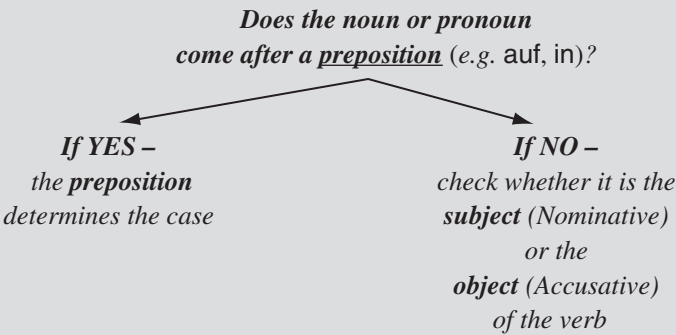 Does the noun or pronoun
come after a preposition (e.g. auf, in)?
If YES –
the preposition
determines the case
If NO –
check whether it is the
subject (Nominative)
or the
object (Accusative)
of the verb